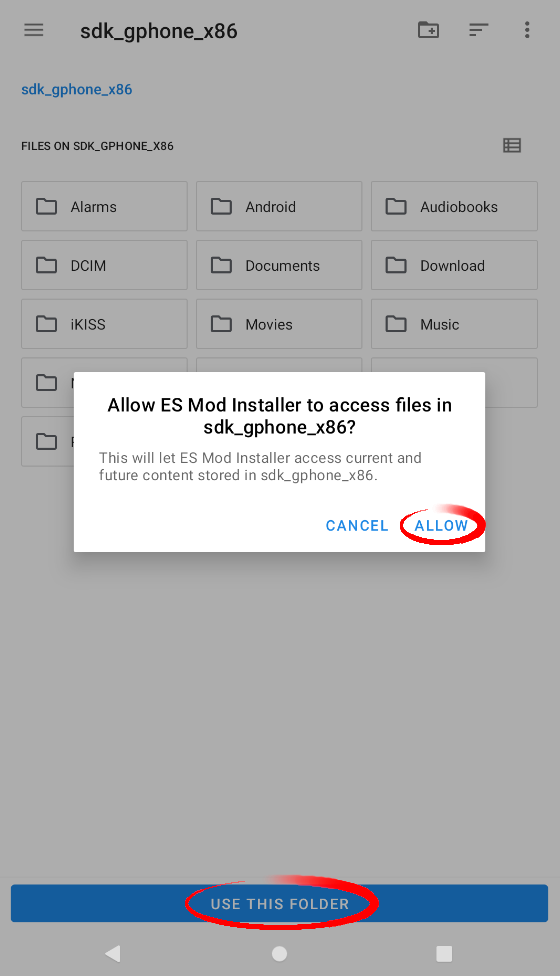 sdk_gphone_x86
sdk_gphone_x86
FILES ON SDK_GPHONE_X86
Alarms
Android
Audiobooks
DCIM
Documents
Download
iKISS
Movies
Music
Allow ES Mod Installer to access files in
sdk_gphone_x86?
This will let ES Mod Installer access current and
future content stored in sdk_gphone_x86.
CANCEL
ALLOW
USE THIS FOLDER